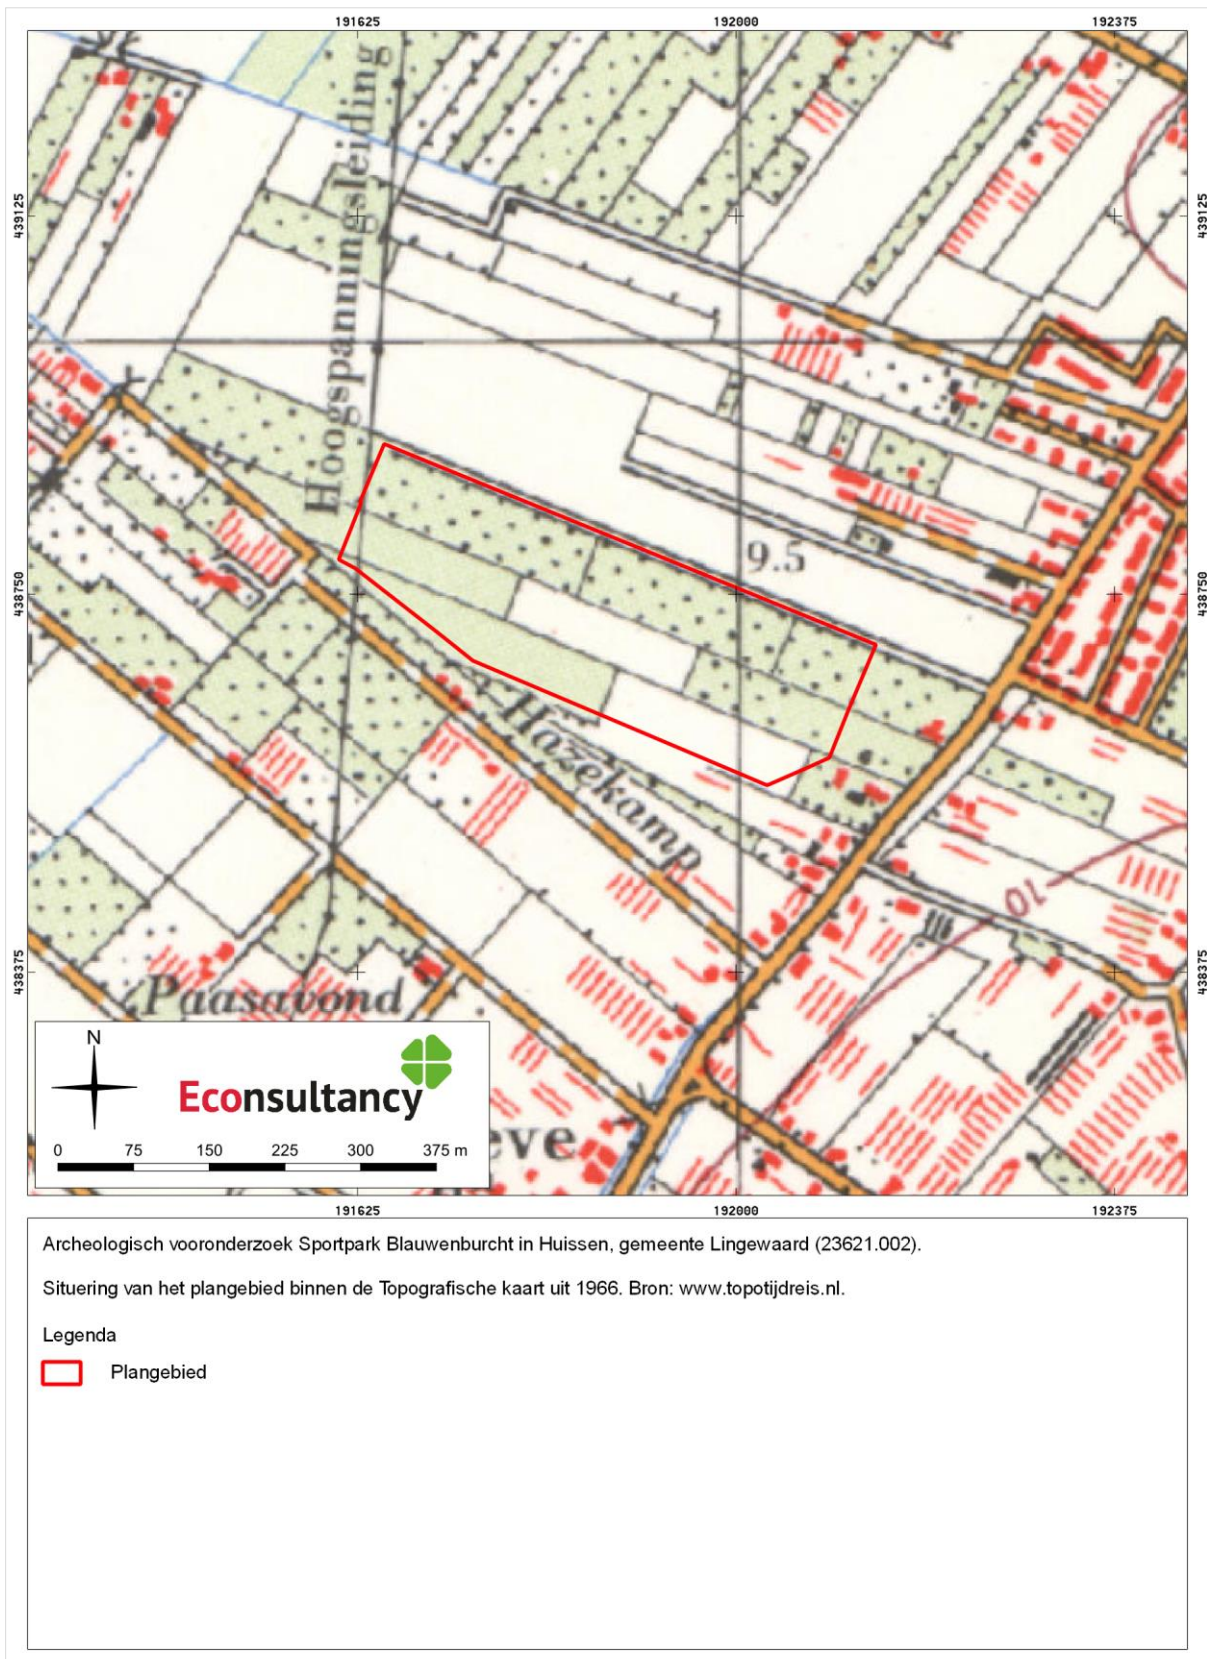 191625 192000 192375
439125 439125
Hoogspanningsleiding
9.5
438750 438750
Hazekamp
10
438375 438375
Paasavond
eve
N
Econsultancy
0 75 150 225 300 375 m
191625 192000 192375
Archeologisch vooronderzoek Sportpark Blauwenburcht in Huissen, gemeente Lingewaard (23621.002).
Situering van het plangebied binnen de Topografische kaart uit 1966. Bron: www.topotijdreis.nl.
Legenda
Plangebied